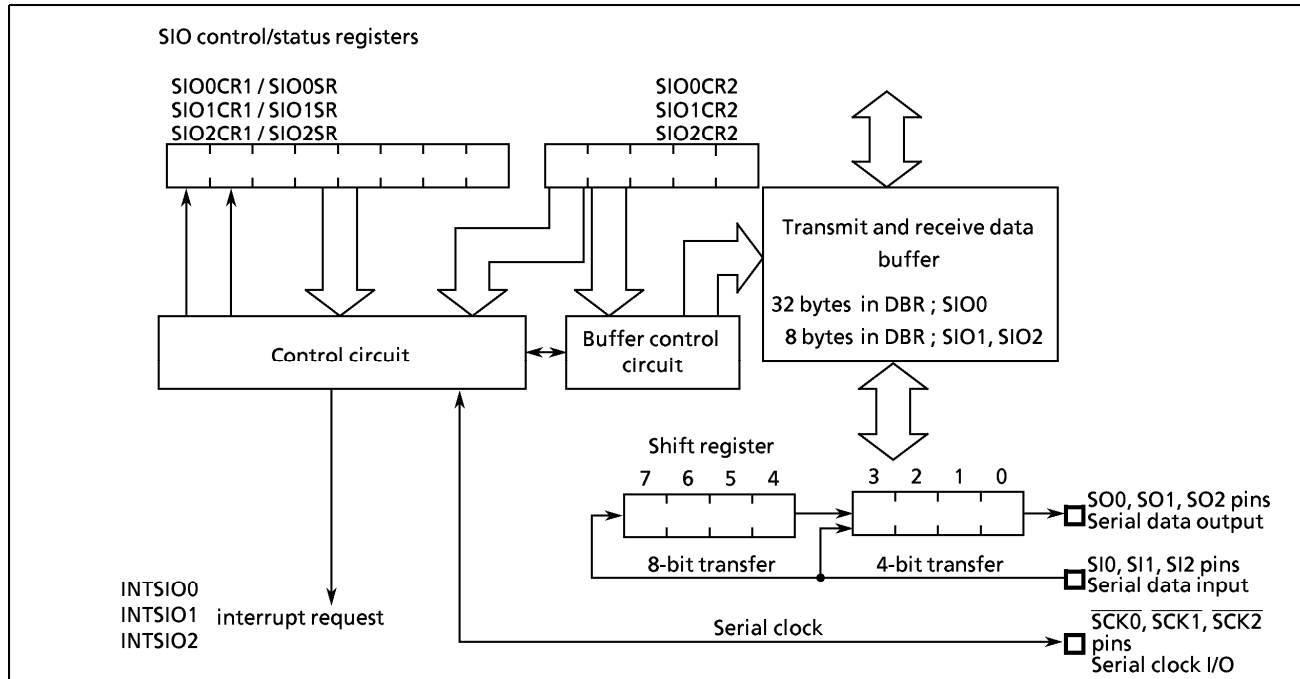 SIO control/status registers
SIO0CR1 / SIO0SR
SIO1CR1 / SIO1SR
SIO2CR1 / SIO2SR
SIO0CR2
SIO1CR2
SIO2CR2
Transmit and receive data
buffer
32 bytes in DBR ; SIO0
8 bytes in DBR ; SIO1, SIO2
Control circuit
Buffer control
circuit
Shift register
7 6 5 4
3 2 1 0
SO0, SO1, SO2 pins
Serial data output
8-bit transfer
4-bit transfer
SI0, SI1, SI2 pins
Serial data input
INTSIO0
INTSIO1
INTSIO2
interrupt request
Serial clock
S̅C̅K̅0̅, S̅C̅K̅1̅, S̅C̅K̅2̅
pins
Serial clock I/O